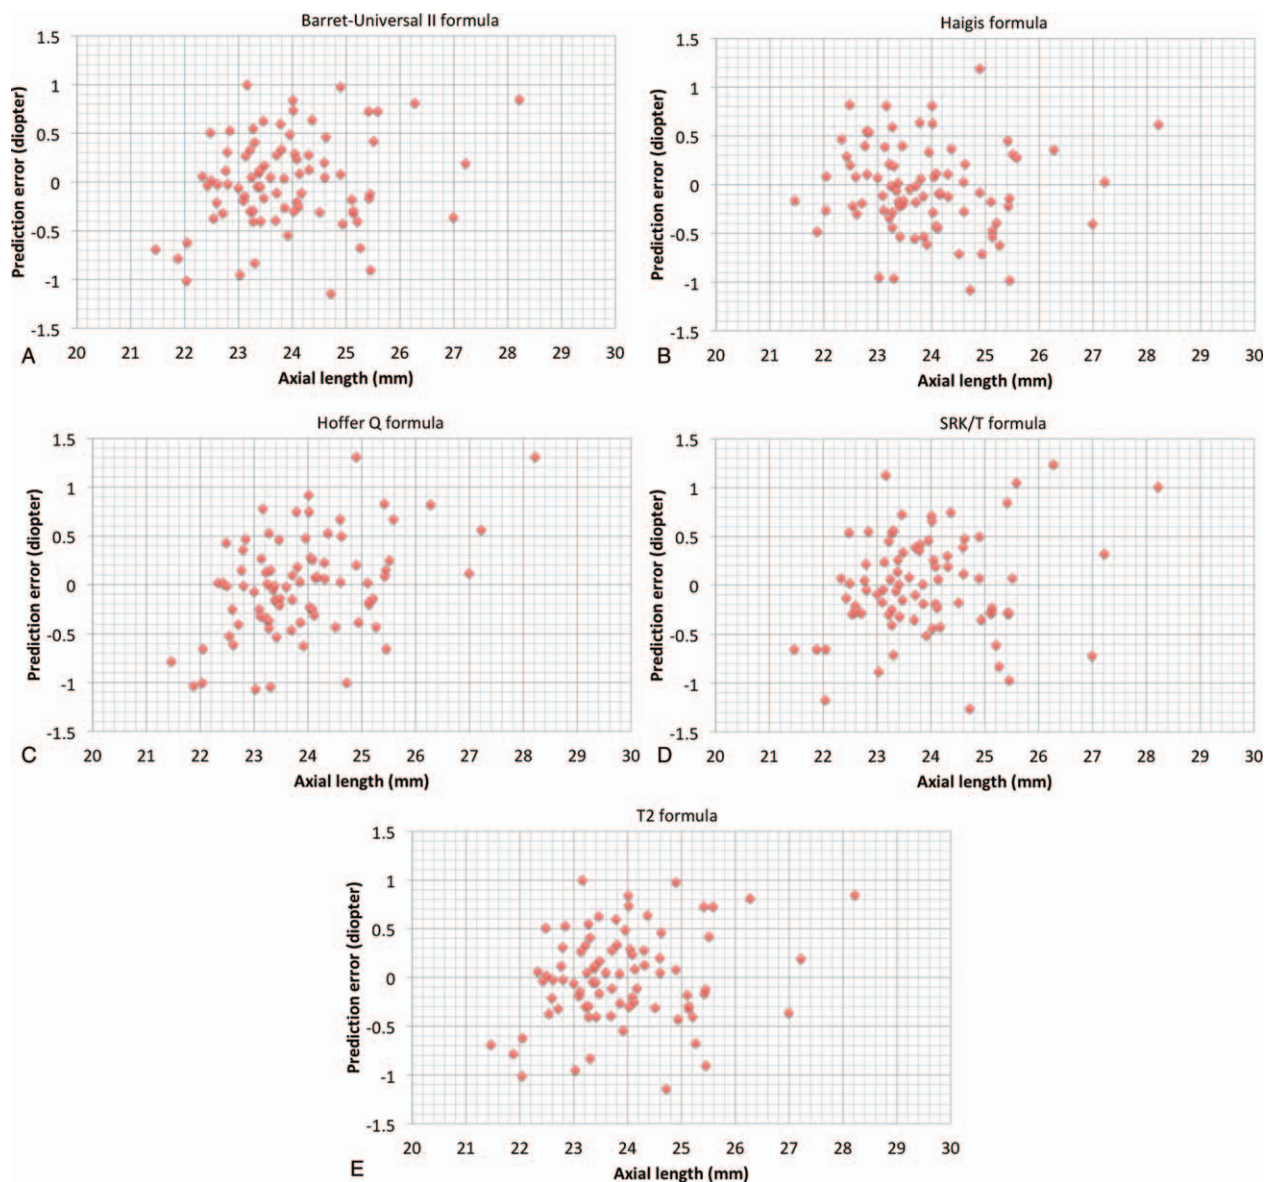 Barret-Universal II formula
1.5
1
0.5
0
-0.5
-1
-1.5
Prediction error (diopter)
20 21 22 23 24 25 26 27 28 29 30
Axial length (mm)
A
Haigis formula
1.5
1
0.5
0
-0.5
-1
-1.5
Prediction error (diopter)
20 21 22 23 24 25 26 27 28 29 30
Axial length (mm)
B
Hoffer Q formula
1.5
1
0.5
0
-0.5
-1
-1.5
Prediction error (diopter)
20 21 22 23 24 25 26 27 28 29 30
Axial length (mm)
C
SRK/T formula
1.5
1
0.5
0
-0.5
-1
-1.5
Prediction error (diopter)
20 21 22 23 24 25 26 27 28 29 30
Axial length (mm)
D
T2 formula
1.5
1
0.5
0
-0.5
-1
-1.5
Prediction error (diopter)
20 21 22 23 24 25 26 27 28 29 30
Axial length (mm)
E